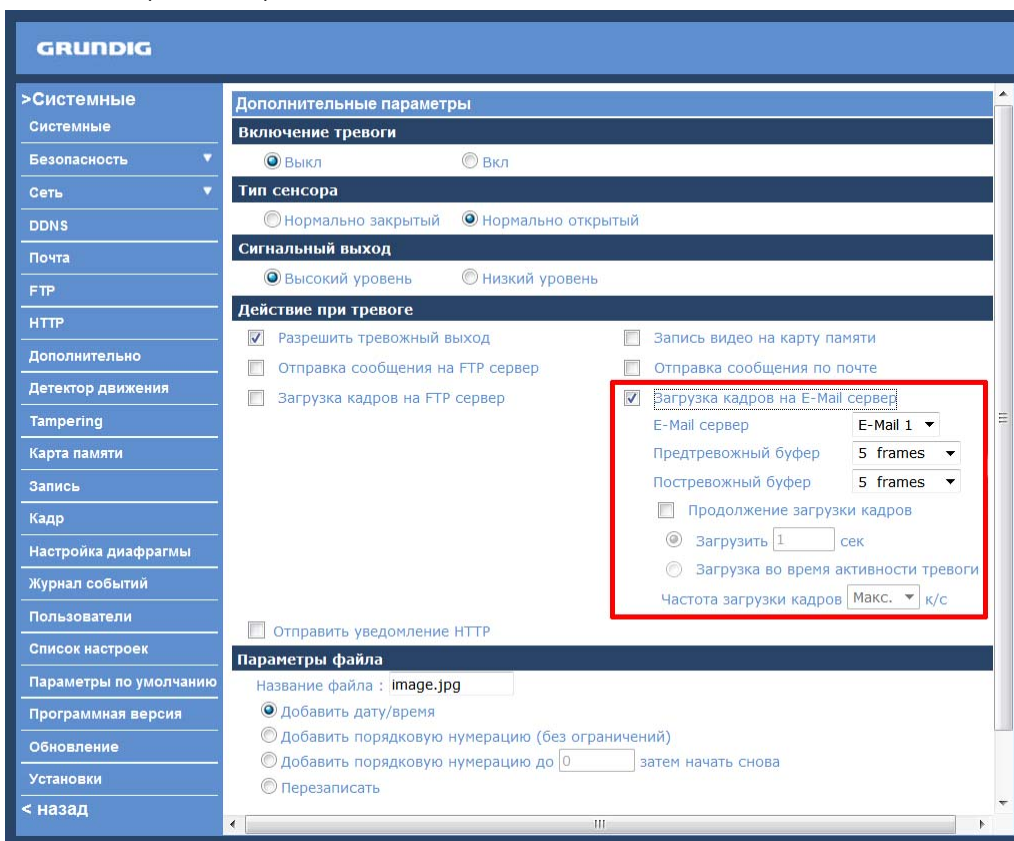 GRUNDIG
>Системные
Системные
Безопасность
Сеть
DDNS
Почта
FTP
HTTP
Дополнительно
Детектор движения
Tampering
Карта памяти
Запись
Кадр
Настройка диафрагмы
Журнал событий
Пользователи
Список настроек
Параметры по умолчанию
Программная версия
Обновление
Установки
< назад
Дополнительные параметры
Включение тревоги
Выкл Вкл
Тип сенсора
Нормально закрытый Нормально открытый
Сигнальный выход
Высокий уровень Низкий уровень
Действие при тревоге
Разрешить тревожный выход Запись видео на карту памяти
Отправка сообщения на FTP сервер Отправка сообщения по почте
Загрузка кадров на FTP сервер Загрузка кадров на E-Mail сервер
E-Mail сервер E-Mail 1
Предтревожный буфер 5 frames
Постревожный буфер 5 frames
Продолжение загрузки кадров
Загрузить 1 сек
Загрузка во время активности тревоги
Частота загрузки кадров Макс. к/с
Отправить уведомление HTTP
Параметры файла
Название файла : image.jpg
Добавить дату/время
Добавить порядковую нумерацию (без ограничений)
Добавить порядковую нумерацию до 0 затем начать снова
Перезаписать